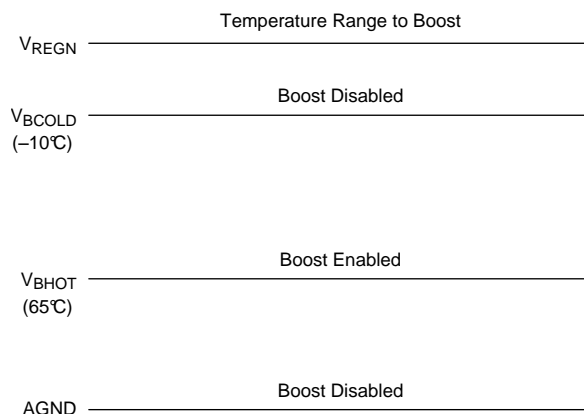 Temperature Range to Boost
VREGN
Boost Disabled
VBCOLD
(–10℃)
Boost Enabled
VBHOT
(65℃)
Boost Disabled
AGND